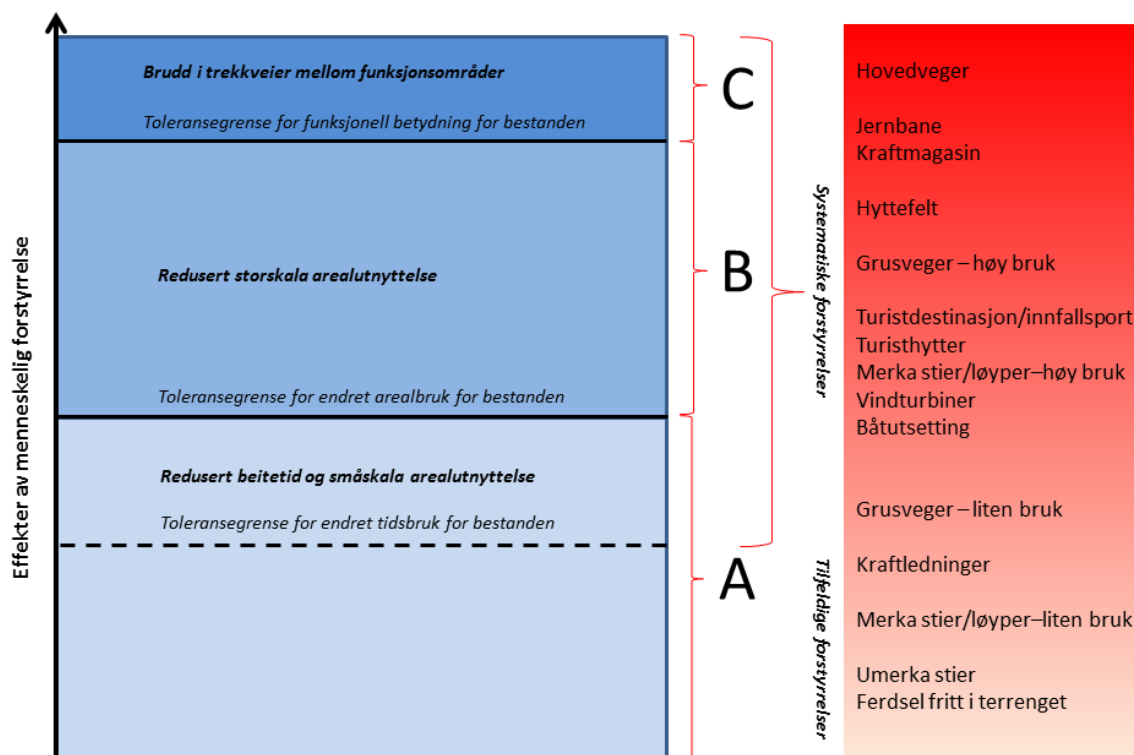 Effekter av menneskelig forstyrrelse
Brudd i trekkveier mellom funksjonsområder
Toleransegrense for funksjonell betydning for bestanden
Redusert storskala arealutnyttelse
Toleransegrense for endret arealbruk for bestanden
Redusert beitetid og småskala arealutnyttelse
Toleransegrense for endret tidsbruk for bestanden
C
B
A
Systematiske forstyrrelser
Tilfeldige forstyrrelser
Hovedveger
Jernbane
Kraftmagasin
Hyttefelt
Grusveger – høy bruk
Turistdestinasjon/innfallsport
Turisthytter
Merka stier/løyper–høy bruk
Vindturbiner
Båtutsetting
Grusveger – liten bruk
Kraftledninger
Merka stier/løyper–liten bruk
Umerka stier
Ferdsel fritt i terrenget